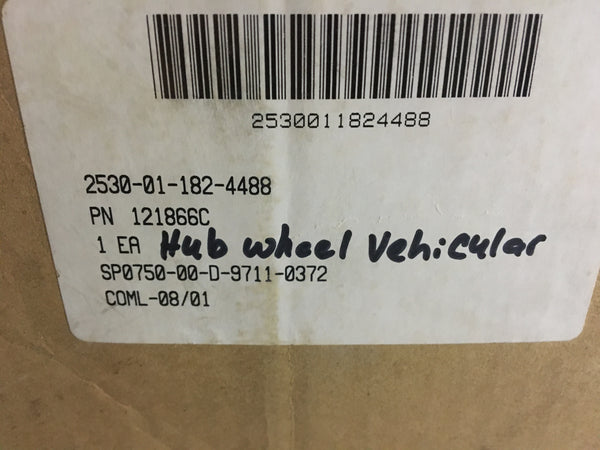 2530011824488
2530-01-182-4488
PN 121866C
1 EA Hub wheel Vehicular
SP0750-00-D-9711-0372
COML-08/01